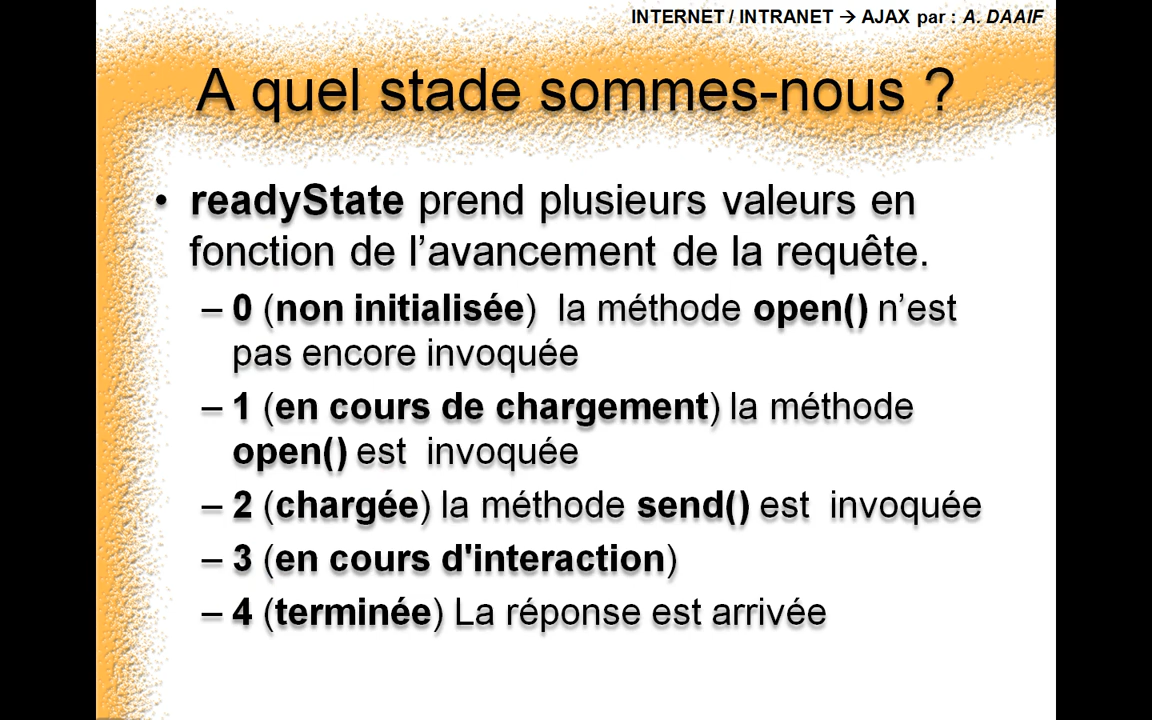 INTERNET / INTRANET → AJAX par : A. DAAIF
A quel stade sommes-nous ?
• readyState prend plusieurs valeurs en
fonction de l’avancement de la requête.
– 0 (non initialisée)  la méthode open() n’est
pas encore invoquée
– 1 (en cours de chargement) la méthode
open() est  invoquée
– 2 (chargée) la méthode send() est  invoquée
– 3 (en cours d'interaction)
– 4 (terminée) La réponse est arrivée